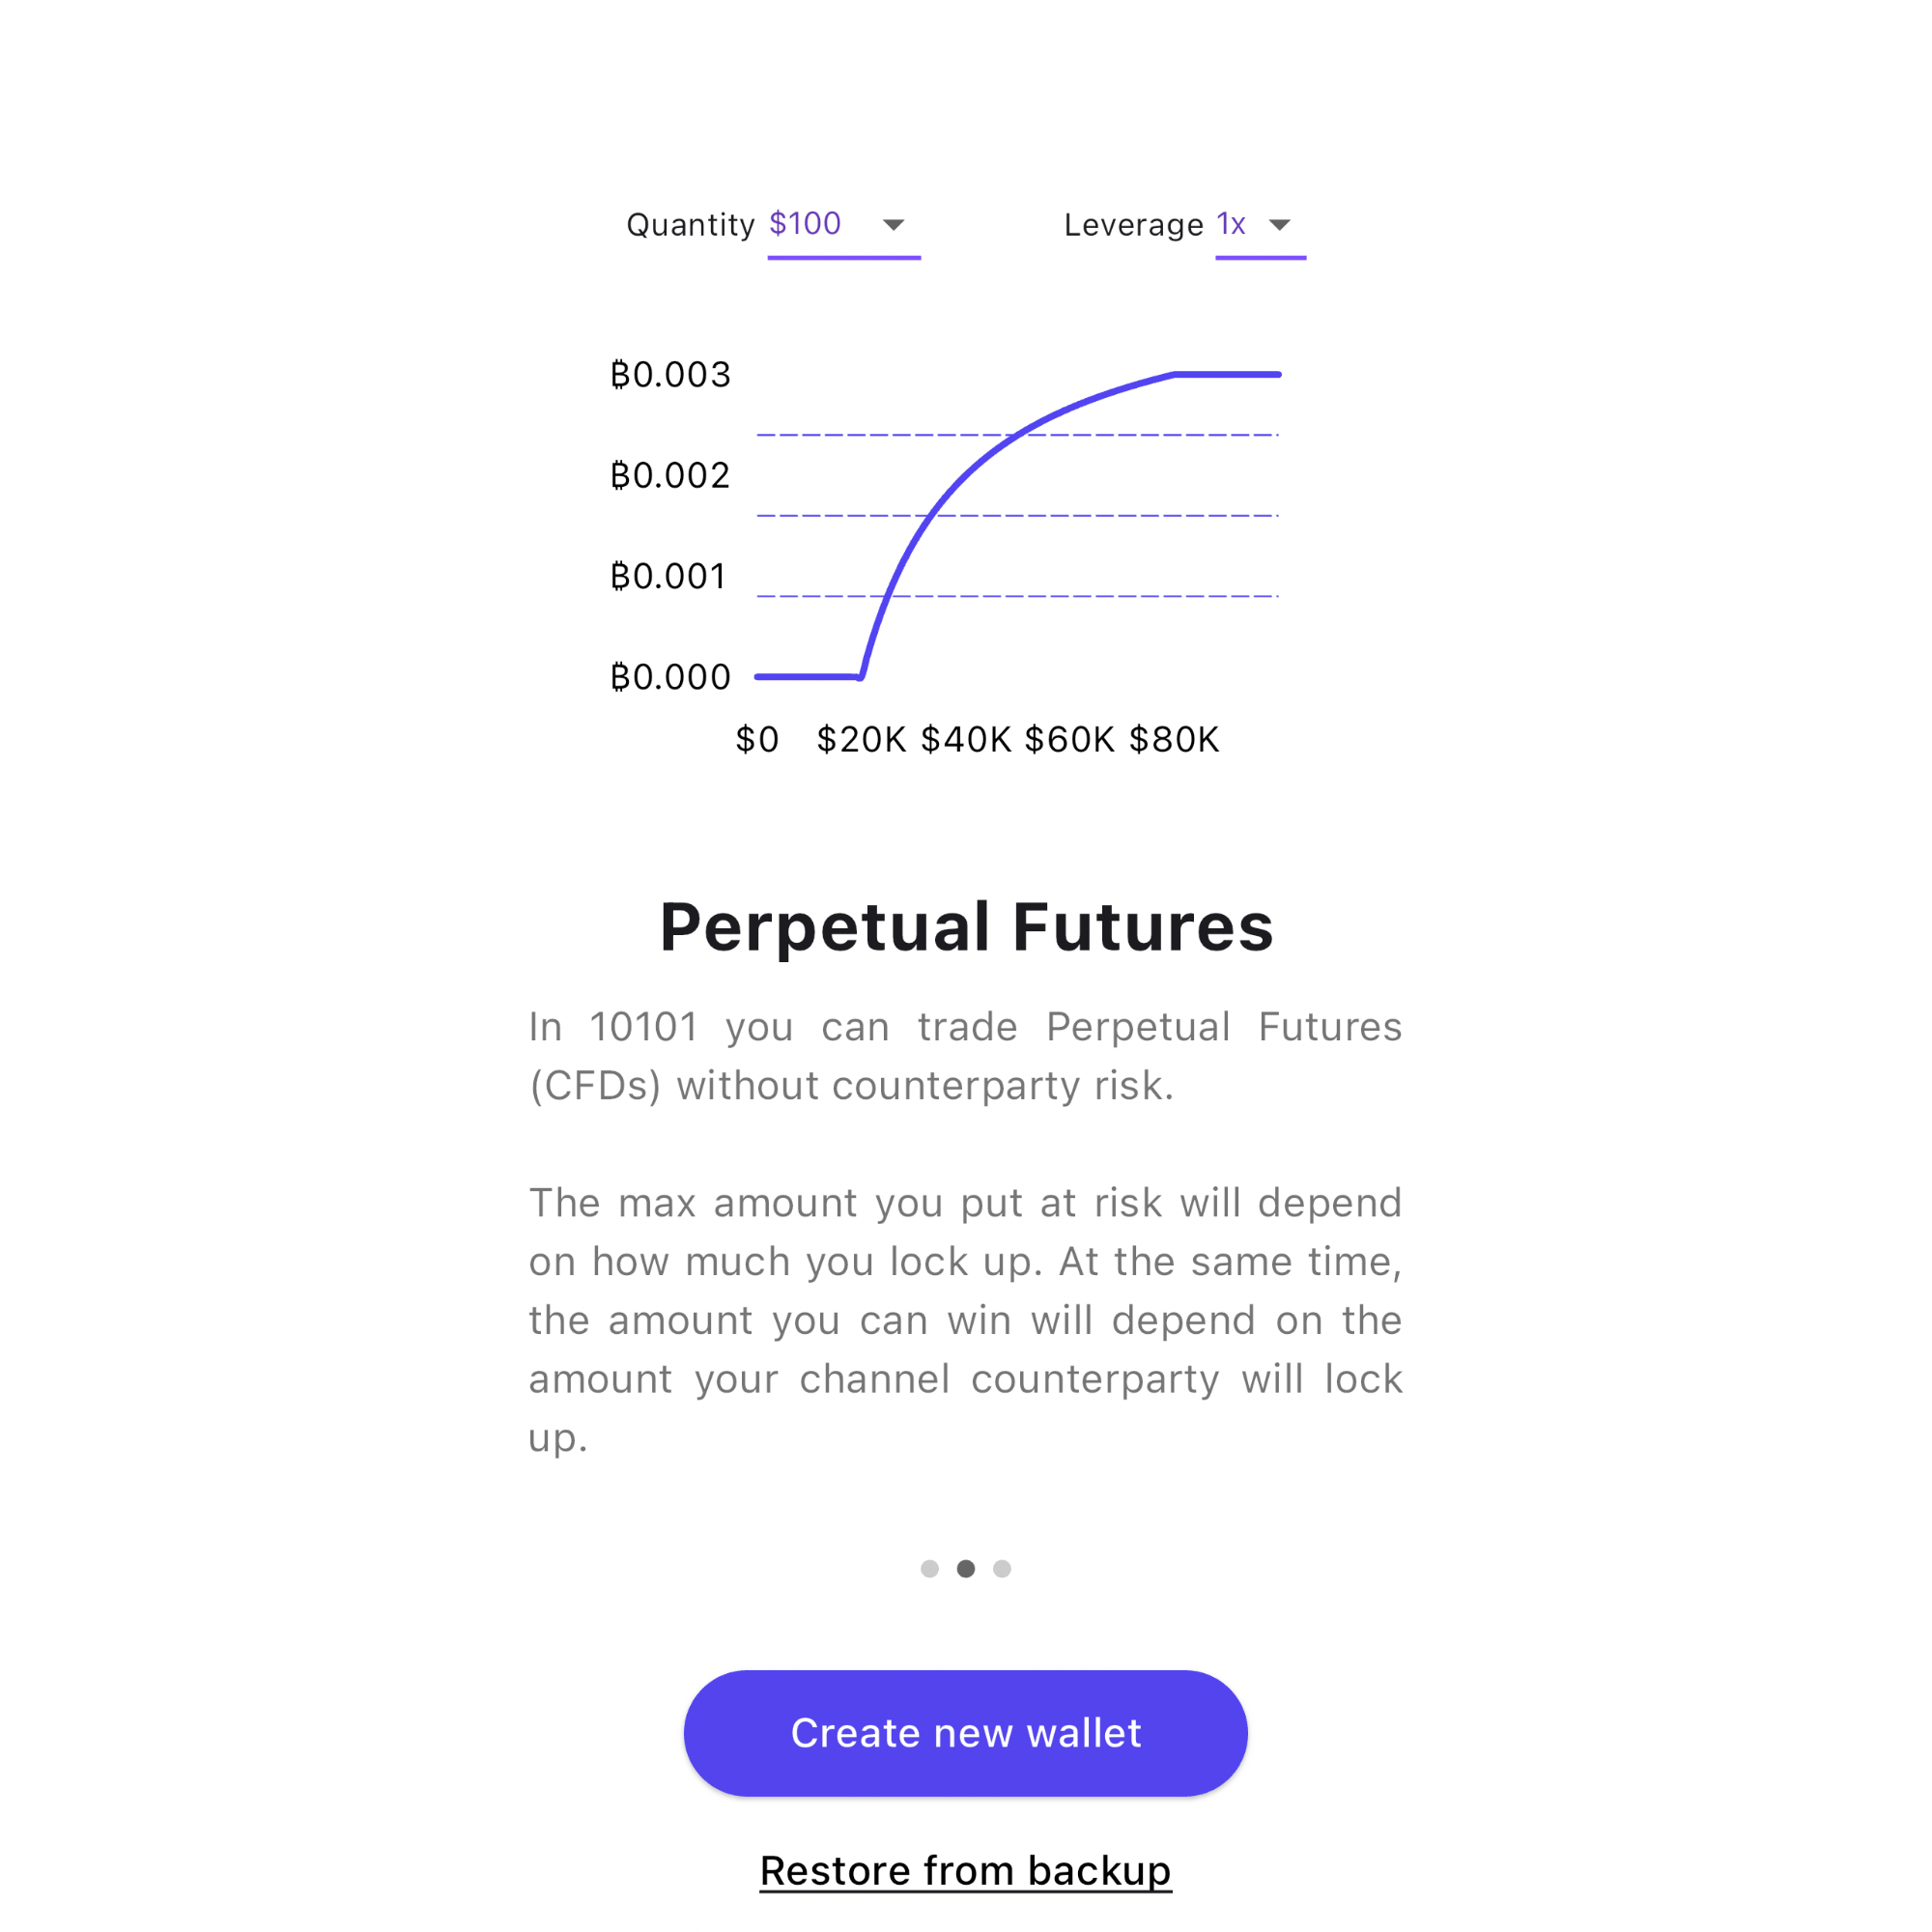 Quantity $100 Leverage 1x
₿0.003
₿0.002
₿0.001
₿0.000
$0 $20K $40K $60K $80K
Perpetual Futures
In 10101 you can trade Perpetual Futures
(CFDs) without counterparty risk.
The max amount you put at risk will depend
on how much you lock up. At the same time,
the amount you can win will depend on the
amount your channel counterparty will lock
up.
Create new wallet
Restore from backup